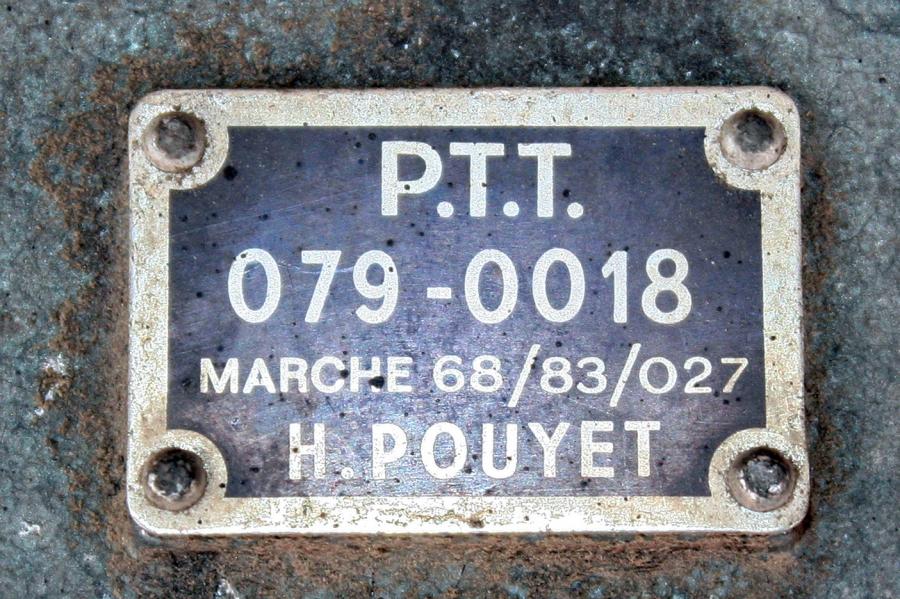 P.T.T.
079-0018
MARCHE 68/83/027
H. POUYET